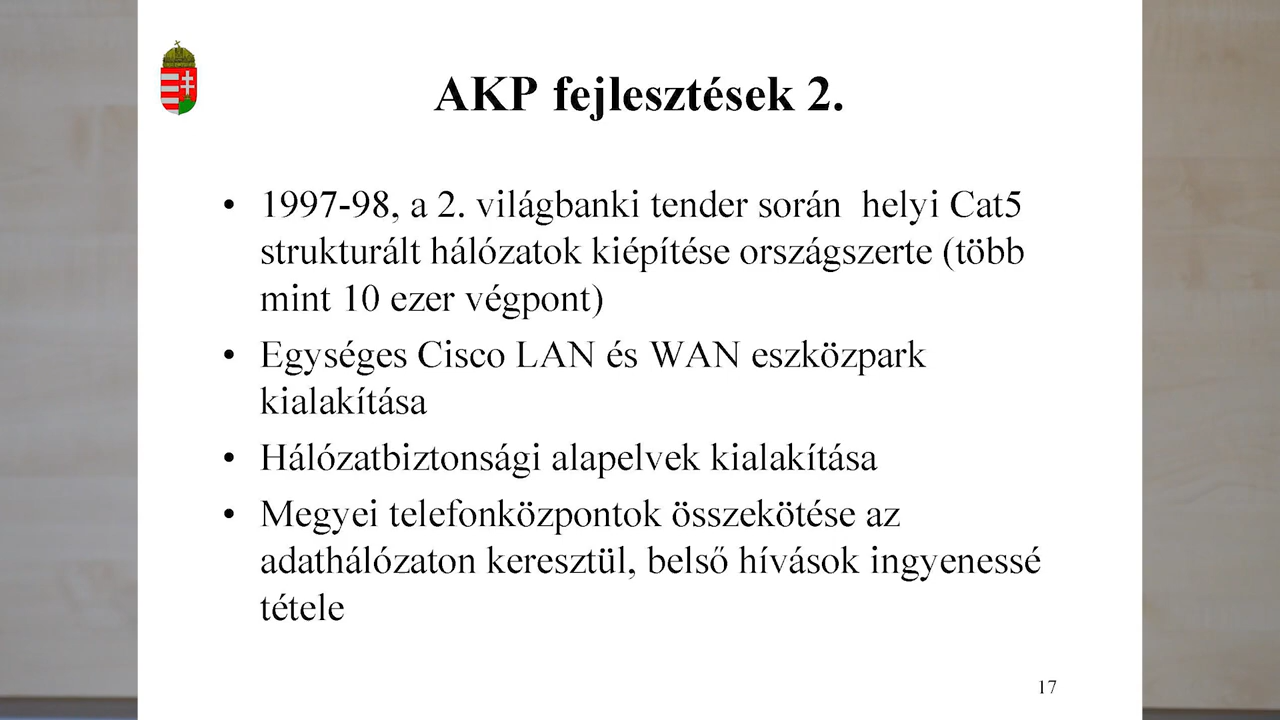 AKP fejlesztések 2.
• 1997-98, a 2. világbanki tender során helyi Cat5
strukturált hálózatok kiépítése országszerte (több
mint 10 ezer végpont)
• Egységes Cisco LAN és WAN eszközpark
kialakítása
• Hálózatbiztonsági alapelvek kialakítása
• Megyei telefonközpontok összekötése az
adathálózaton keresztül, belső hívások ingyenessé
tétele
17